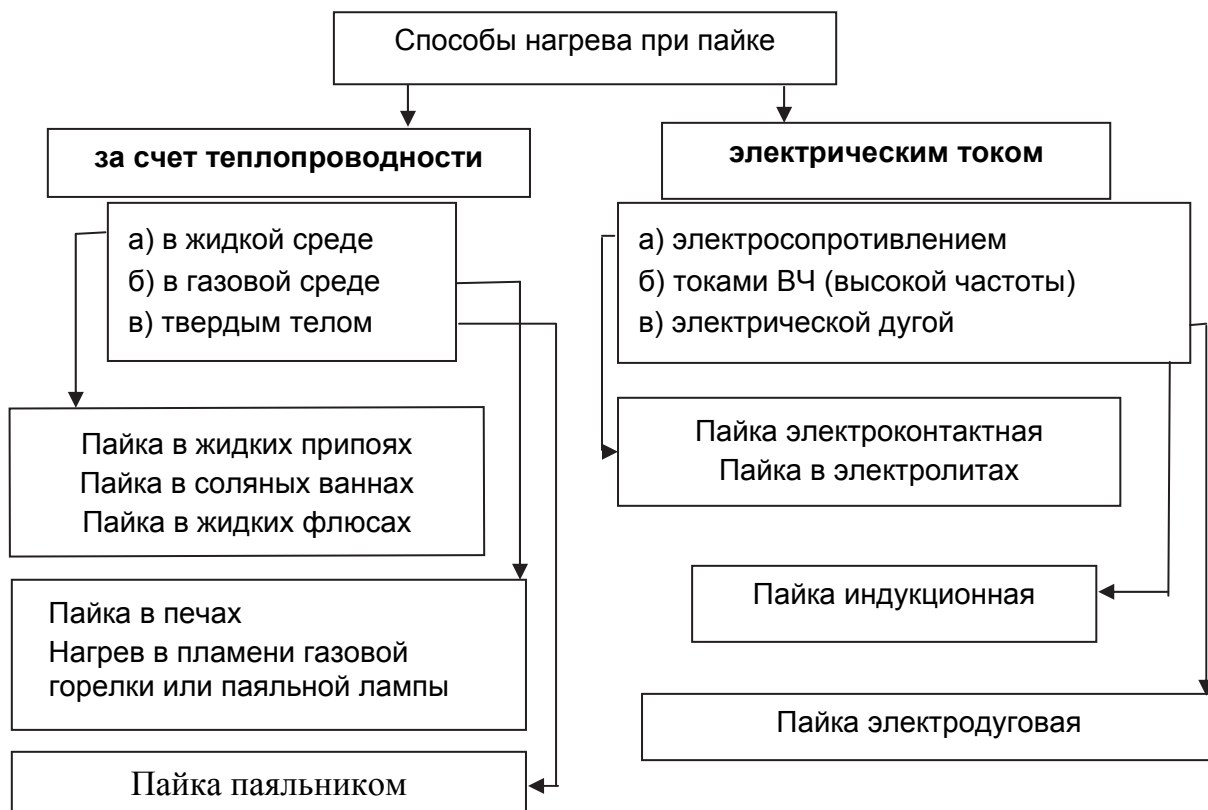 Способы нагрева при пайке
за счет теплопроводности
электрическим током
а) в жидкой среде
б) в газовой среде
в) твердым телом
а) электросопротивлением
б) токами ВЧ (высокой частоты)
в) электрической дугой
Пайка в жидких припоях
Пайка в соляных ваннах
Пайка в жидких флюсах
Пайка электроконтактная
Пайка в электролитах
Пайка в печах
Нагрев в пламени газовой
горелки или паяльной лампы
Пайка индукционная
Пайка электродуговая
Пайка паяльником